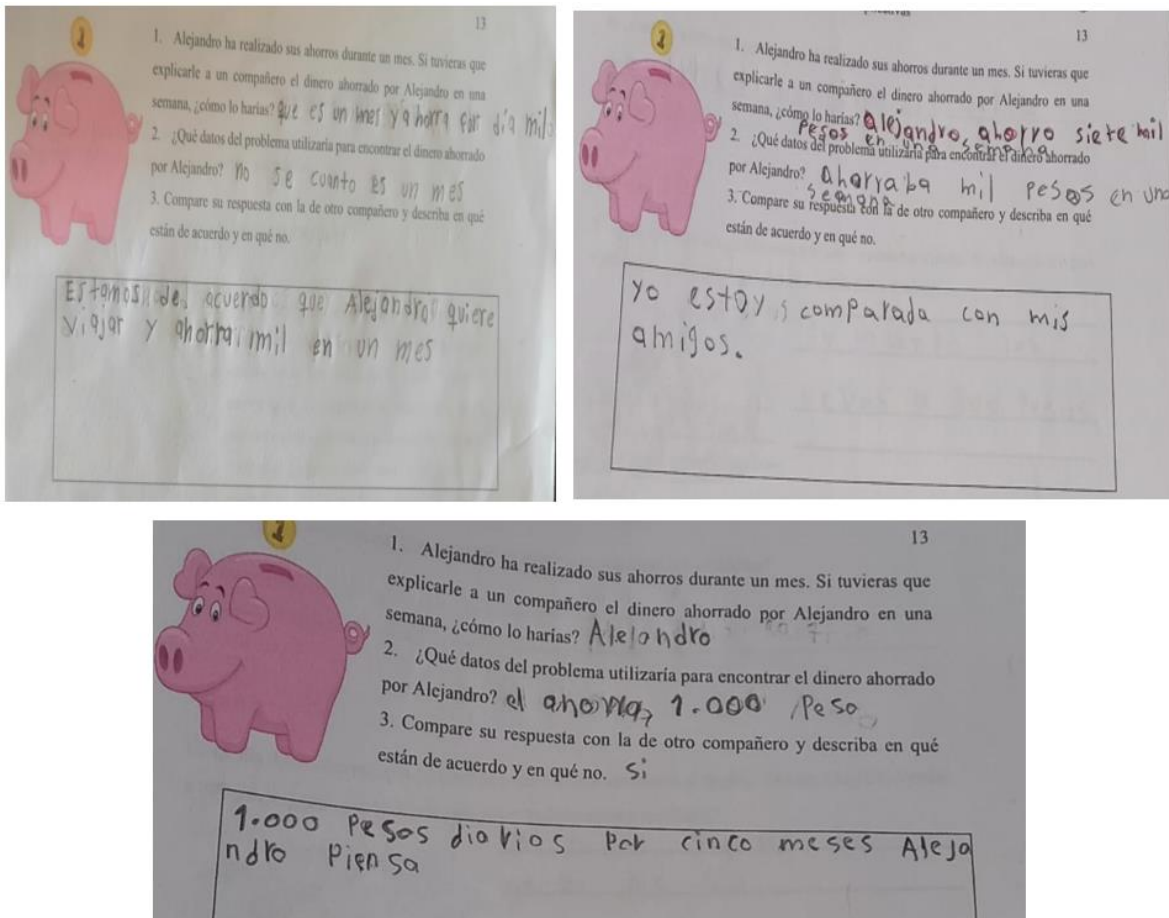 13
1. Alejandro ha realizado sus ahorros durante un mes. Si tuvieras que
explicarle a un compañero el dinero ahorrado por Alejandro en una
semana, ¿cómo lo harías? que es un mes y ahorra por dia mil
2. ¿Qué datos del problema utilizaría para encontrar el dinero ahorrado
por Alejandro? no se cuanto es un mes
3. Compare su respuesta con la de otro compañero y describa en qué
están de acuerdo y en qué no.
Estamos de acuerdo que Alejandro quiere
viajar y ahorra mil en un mes
13
1. Alejandro ha realizado sus ahorros durante un mes. Si tuvieras que
explicarle a un compañero el dinero ahorrado por Alejandro en una
semana, ¿cómo lo harías? alejandro, ahorro siete mil
pesos en una semana
2. ¿Qué datos del problema utilizaría para encontrar el dinero ahorrado
por Alejandro? ahorraba mil pesos en una
semana
3. Compare su respuesta con la de otro compañero y describa en qué
están de acuerdo y en qué no.
yo estoy comparada con mis
amigos.
1
13
1. Alejandro ha realizado sus ahorros durante un mes. Si tuvieras que
explicarle a un compañero el dinero ahorrado por Alejandro en una
semana, ¿cómo lo harías? Alejandro
2. ¿Qué datos del problema utilizaría para encontrar el dinero ahorrado
por Alejandro? el ahorra, 1.000 Peso
3. Compare su respuesta con la de otro compañero y describa en qué
están de acuerdo y en qué no. Si
1.000 Pesos diarios Por cinco meses Aleja
ndro Piensa